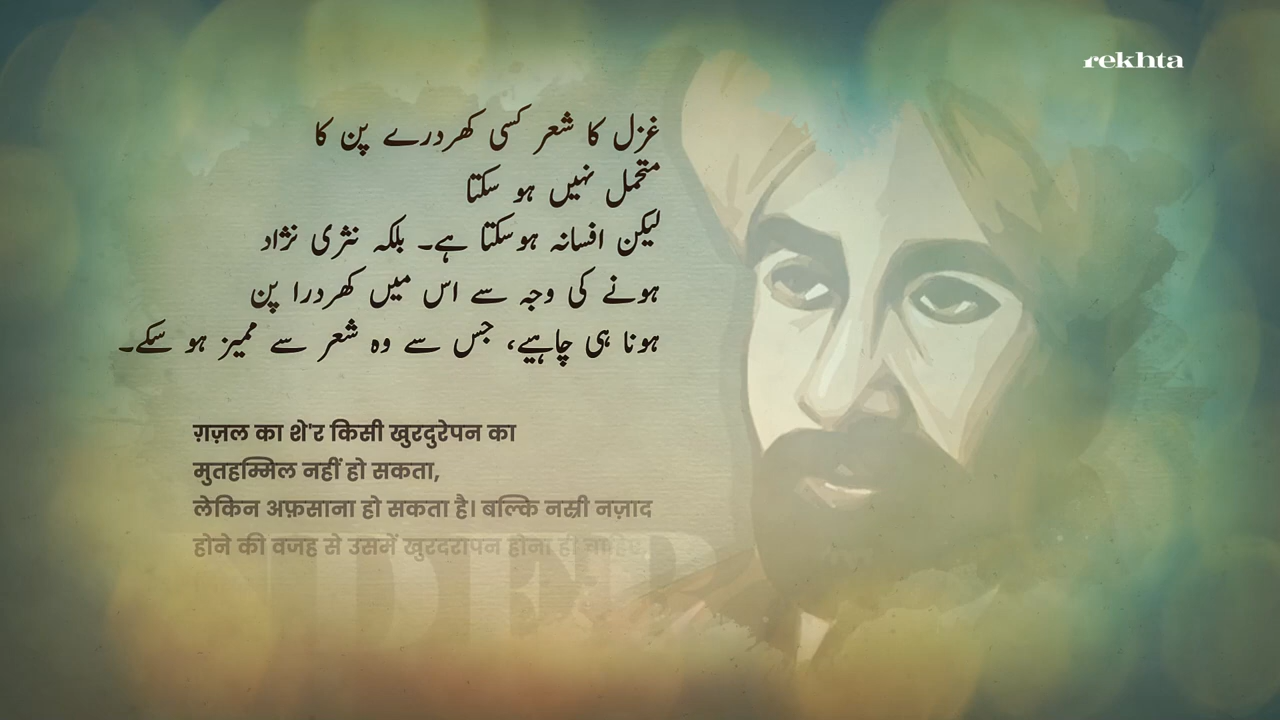 rekhta
غزل کا شعر کسی کھردرے پن کا
متحمل نہیں ہو سکتا
لیکن افسانہ ہوسکتا ہے۔ بلکہ نثری نژاد
ہونے کی وجہ سے اس میں کھردرا پن
ہونا ہی چاہیے، جس سے وہ شعر سے ممیز ہو سکے۔
ग़ज़ल का शे'र किसी खुरदुरेपन का
मुतहम्मिल नहीं हो सकता,
लेकिन अफ़साना हो सकता है। बल्कि नस्री नज़ाद
होने की वजह से उसमें खुरदरापन होना ही चाहिए,